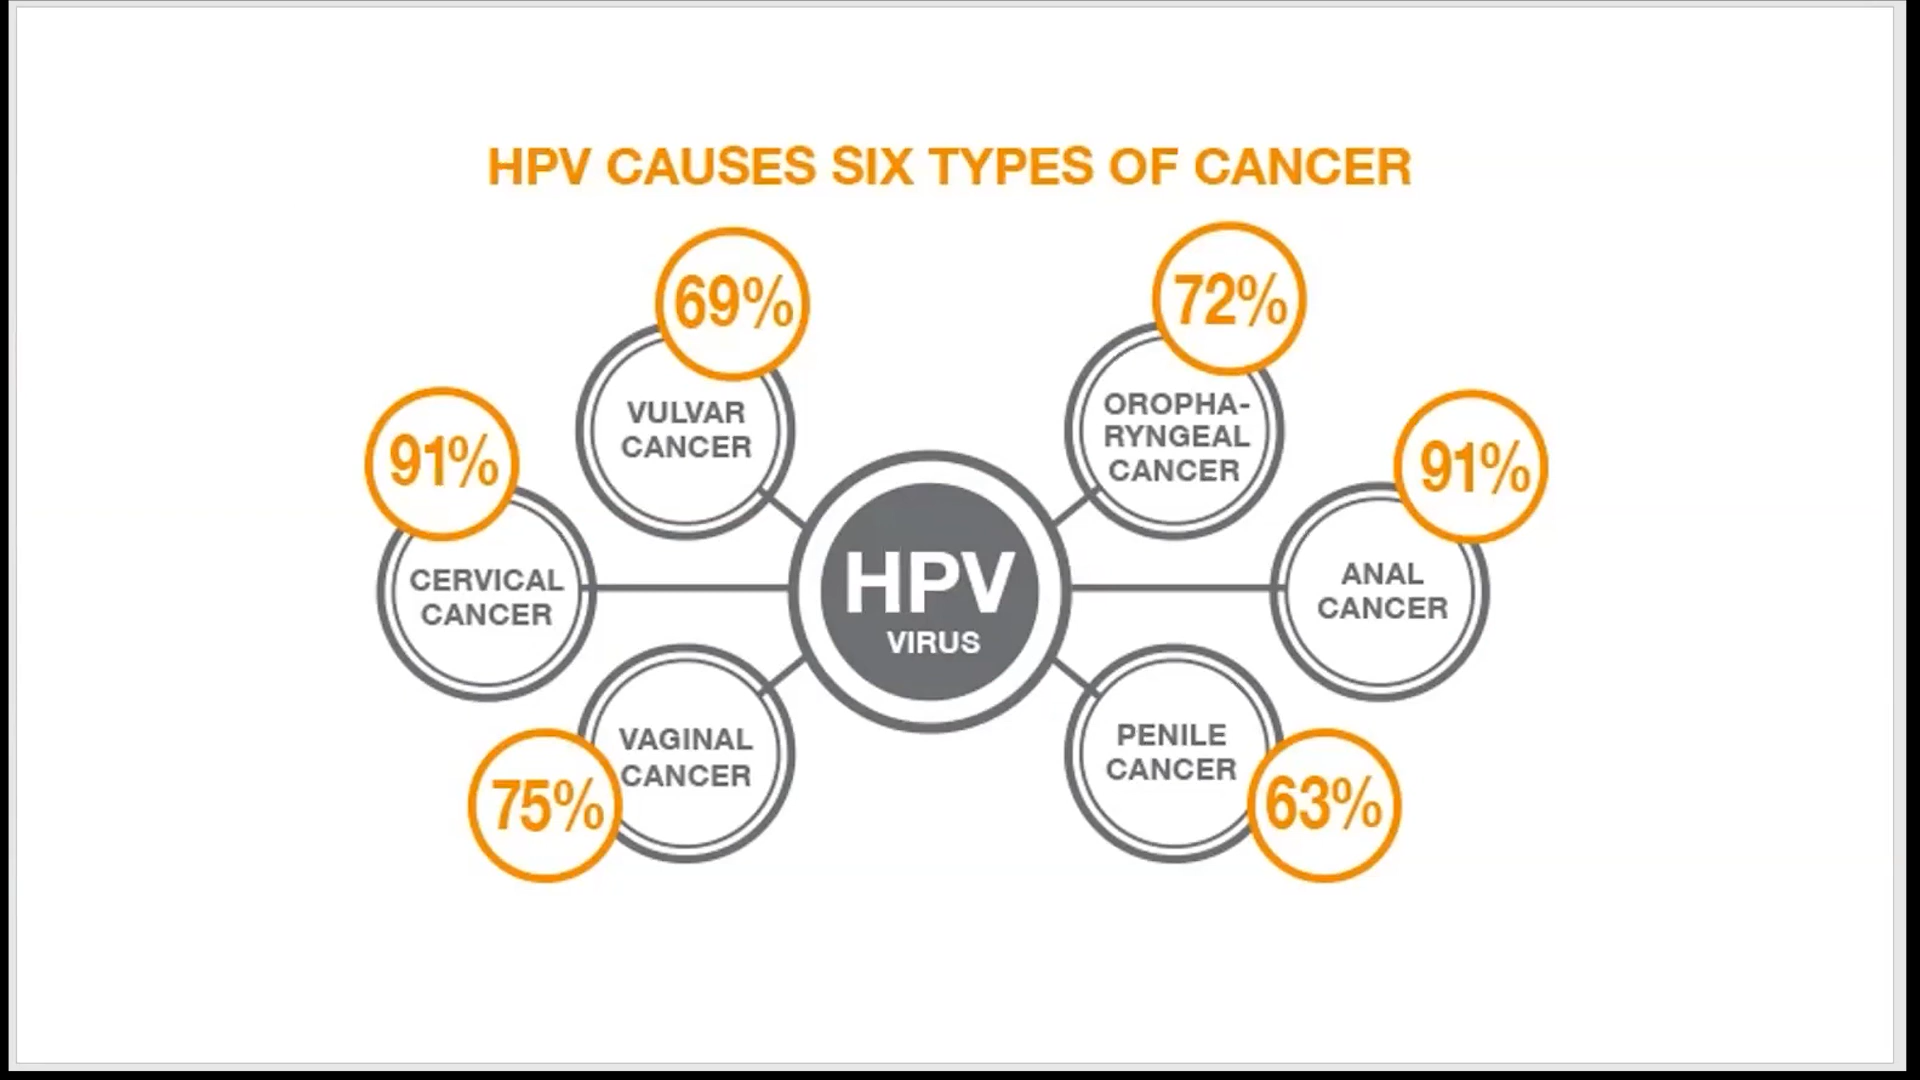 HPV CAUSES SIX TYPES OF CANCER
69%
VULVAR
CANCER
72%
OROPHA-
RYNGEAL
CANCER
91%
CERVICAL
CANCER
HPV
VIRUS
91%
ANAL
CANCER
75%
VAGINAL
CANCER
PENILE
CANCER
63%